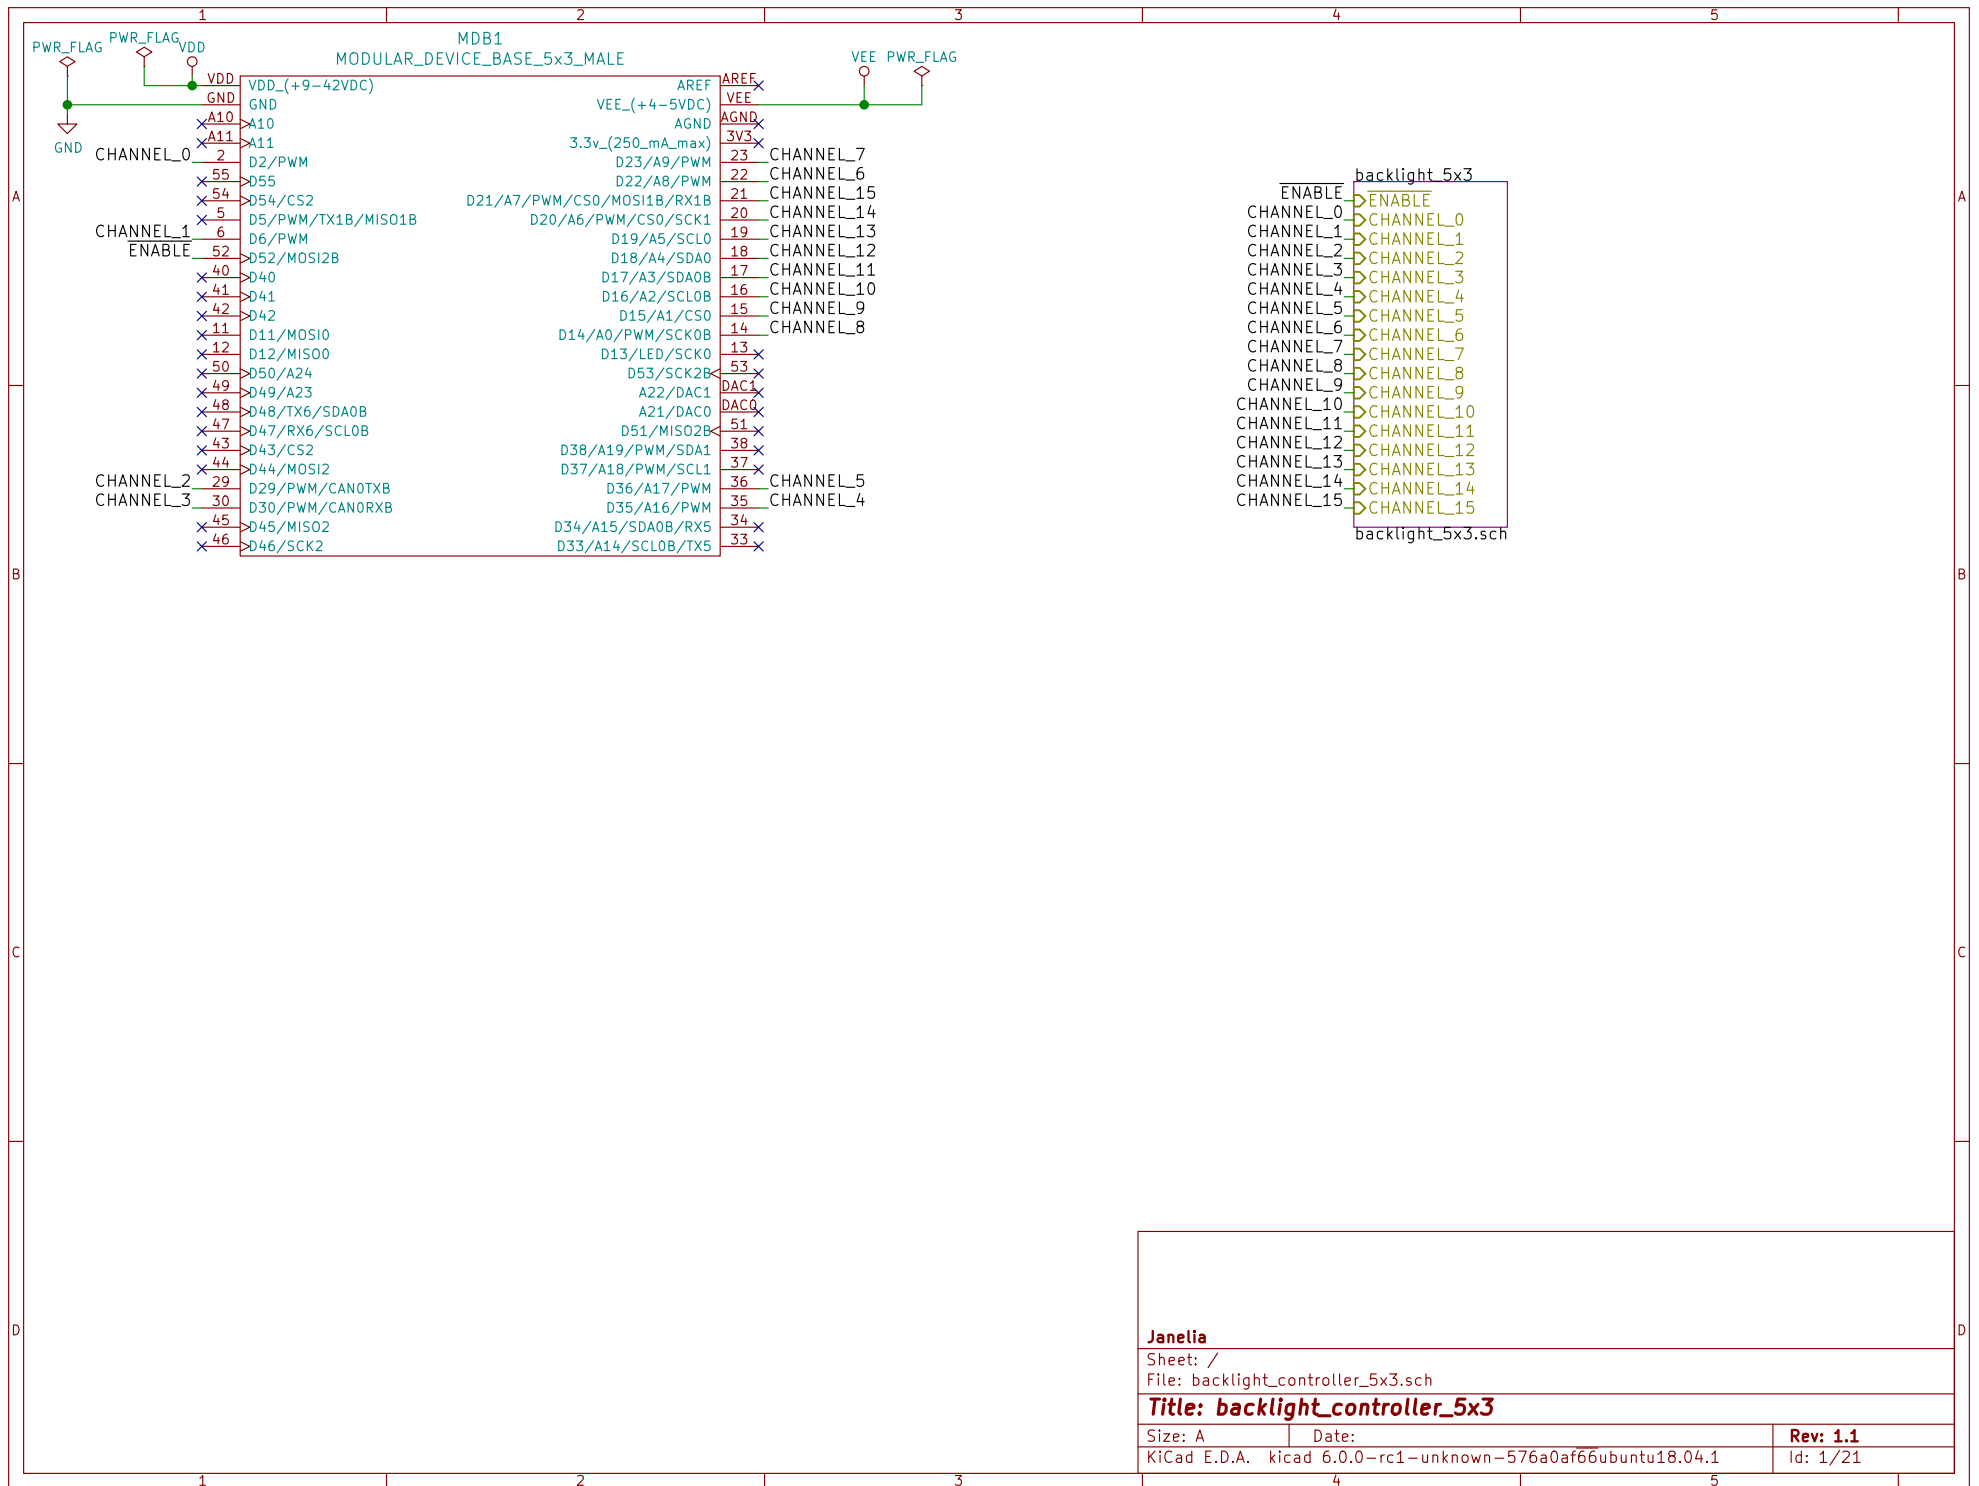 1 2 3 4 5
PWR_FLAG PWR_FLAG VDD
MDB1
MODULAR_DEVICE_BASE_5x3_MALE
VEE PWR_FLAG
GND
VDD VDD_(+9-42VDC)
GND GND
A10 A10
A11 A11
CHANNEL_0 2 D2/PWM
55 D55
54 D54/CS2
5 D5/PWM/TX1B/MISO1B
CHANNEL_1 6 D6/PWM
ENABLE 52 D52/MOSI2B
40 D40
41 D41
42 D42
11 D11/MOSI0
12 D12/MISO0
50 D50/A24
49 D49/A23
48 D48/TX6/SDA0B
47 D47/RX6/SCL0B
43 D43/CS2
44 D44/MOSI2
CHANNEL_2 29 D29/PWM/CAN0TXB
CHANNEL_3 30 D30/PWM/CAN0RXB
45 D45/MISO2
46 D46/SCK2
AREF AREF
VEE_(+4-5VDC) VEE
AGND AGND
3.3v_(250_mA_max) 3V3
D23/A9/PWM 23 CHANNEL_7
D22/A8/PWM 22 CHANNEL_6
D21/A7/PWM/CS0/MOSI1B/RX1B 21 CHANNEL_15
D20/A6/PWM/CS0/SCK1 20 CHANNEL_14
D19/A5/SCL0 19 CHANNEL_13
D18/A4/SDA0 18 CHANNEL_12
D17/A3/SDA0B 17 CHANNEL_11
D16/A2/SCL0B 16 CHANNEL_10
D15/A1/CS0 15 CHANNEL_9
D14/A0/PWM/SCK0B 14 CHANNEL_8
D13/LED/SCK0 13
D53/SCK2B 53
A22/DAC1 DAC1
A21/DAC0 DAC0
D51/MISO2B 51
D38/A19/PWM/SDA1 38
D37/A18/PWM/SCL1 37
D36/A17/PWM 36 CHANNEL_5
D35/A16/PWM 35 CHANNEL_4
D34/A15/SDA0B/RX5 34
D33/A14/SCL0B/TX5 33
backlight_5x3
ENABLE ENABLE
CHANNEL_0 CHANNEL_0
CHANNEL_1 CHANNEL_1
CHANNEL_2 CHANNEL_2
CHANNEL_3 CHANNEL_3
CHANNEL_4 CHANNEL_4
CHANNEL_5 CHANNEL_5
CHANNEL_6 CHANNEL_6
CHANNEL_7 CHANNEL_7
CHANNEL_8 CHANNEL_8
CHANNEL_9 CHANNEL_9
CHANNEL_10 CHANNEL_10
CHANNEL_11 CHANNEL_11
CHANNEL_12 CHANNEL_12
CHANNEL_13 CHANNEL_13
CHANNEL_14 CHANNEL_14
CHANNEL_15 CHANNEL_15
backlight_5x3.sch
A A
B B
C C
D D
Janelia
Sheet: /
File: backlight_controller_5x3.sch
Title: backlight_controller_5x3
Size: A Date: Rev: 1.1
KiCad E.D.A. kicad 6.0.0-rc1-unknown-576a0af66ubuntu18.04.1 Id: 1/21
1 2 3 4 5